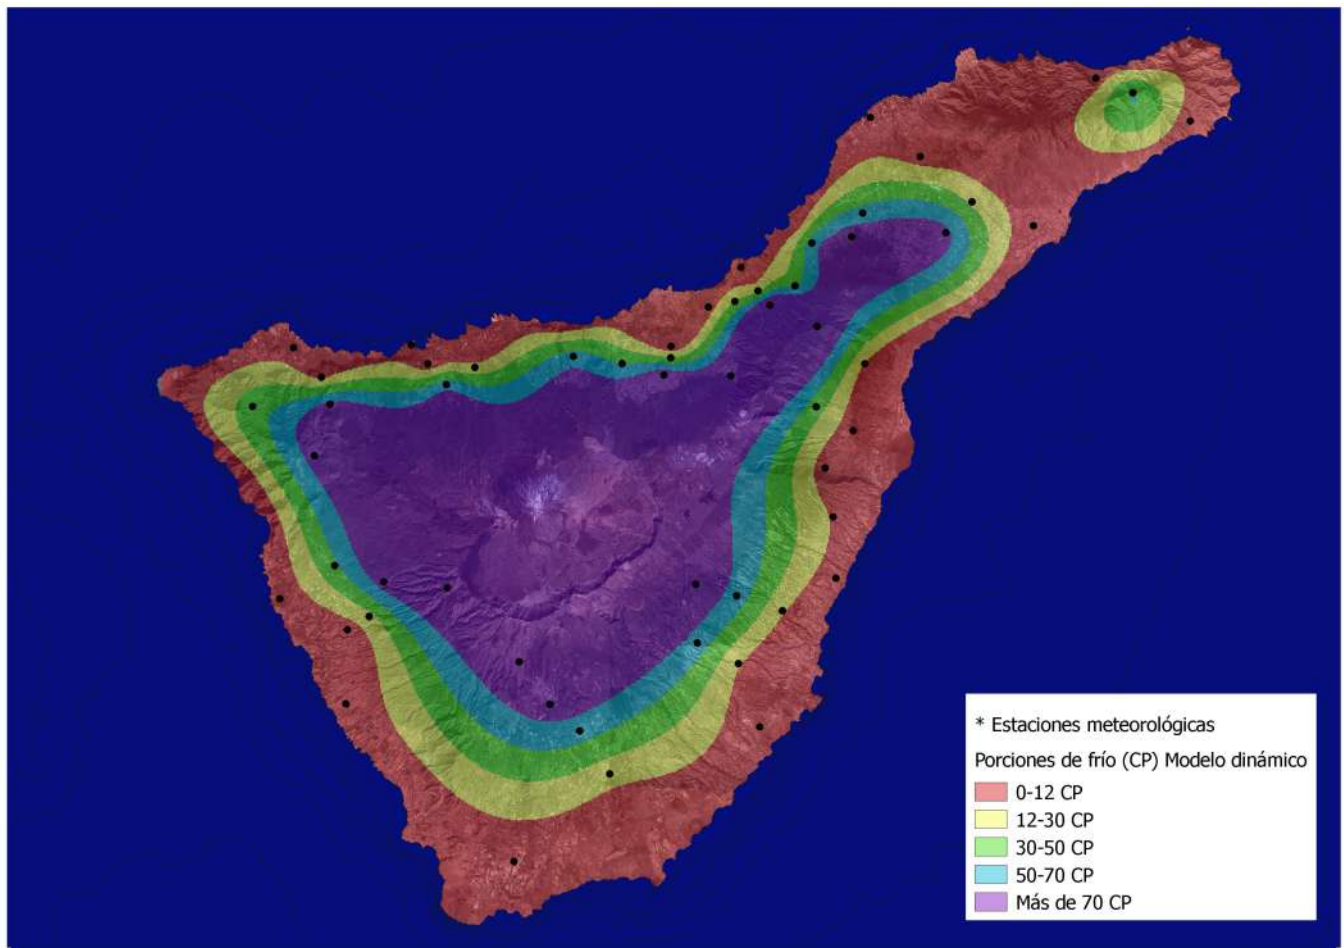 * Estaciones meteorológicas
Porciones de frío (CP) Modelo dinámico
0-12 CP
12-30 CP
30-50 CP
50-70 CP
Más de 70 CP